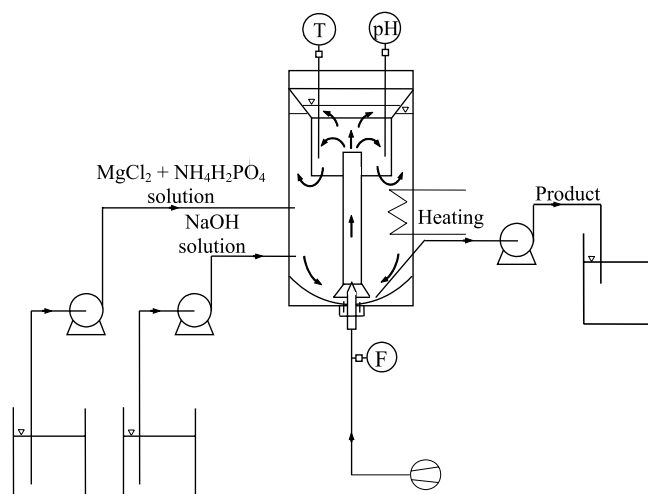 T
pH
MgCl₂ + NH₄H₂PO₄
solution
NaOH
solution
Heating
Product
F